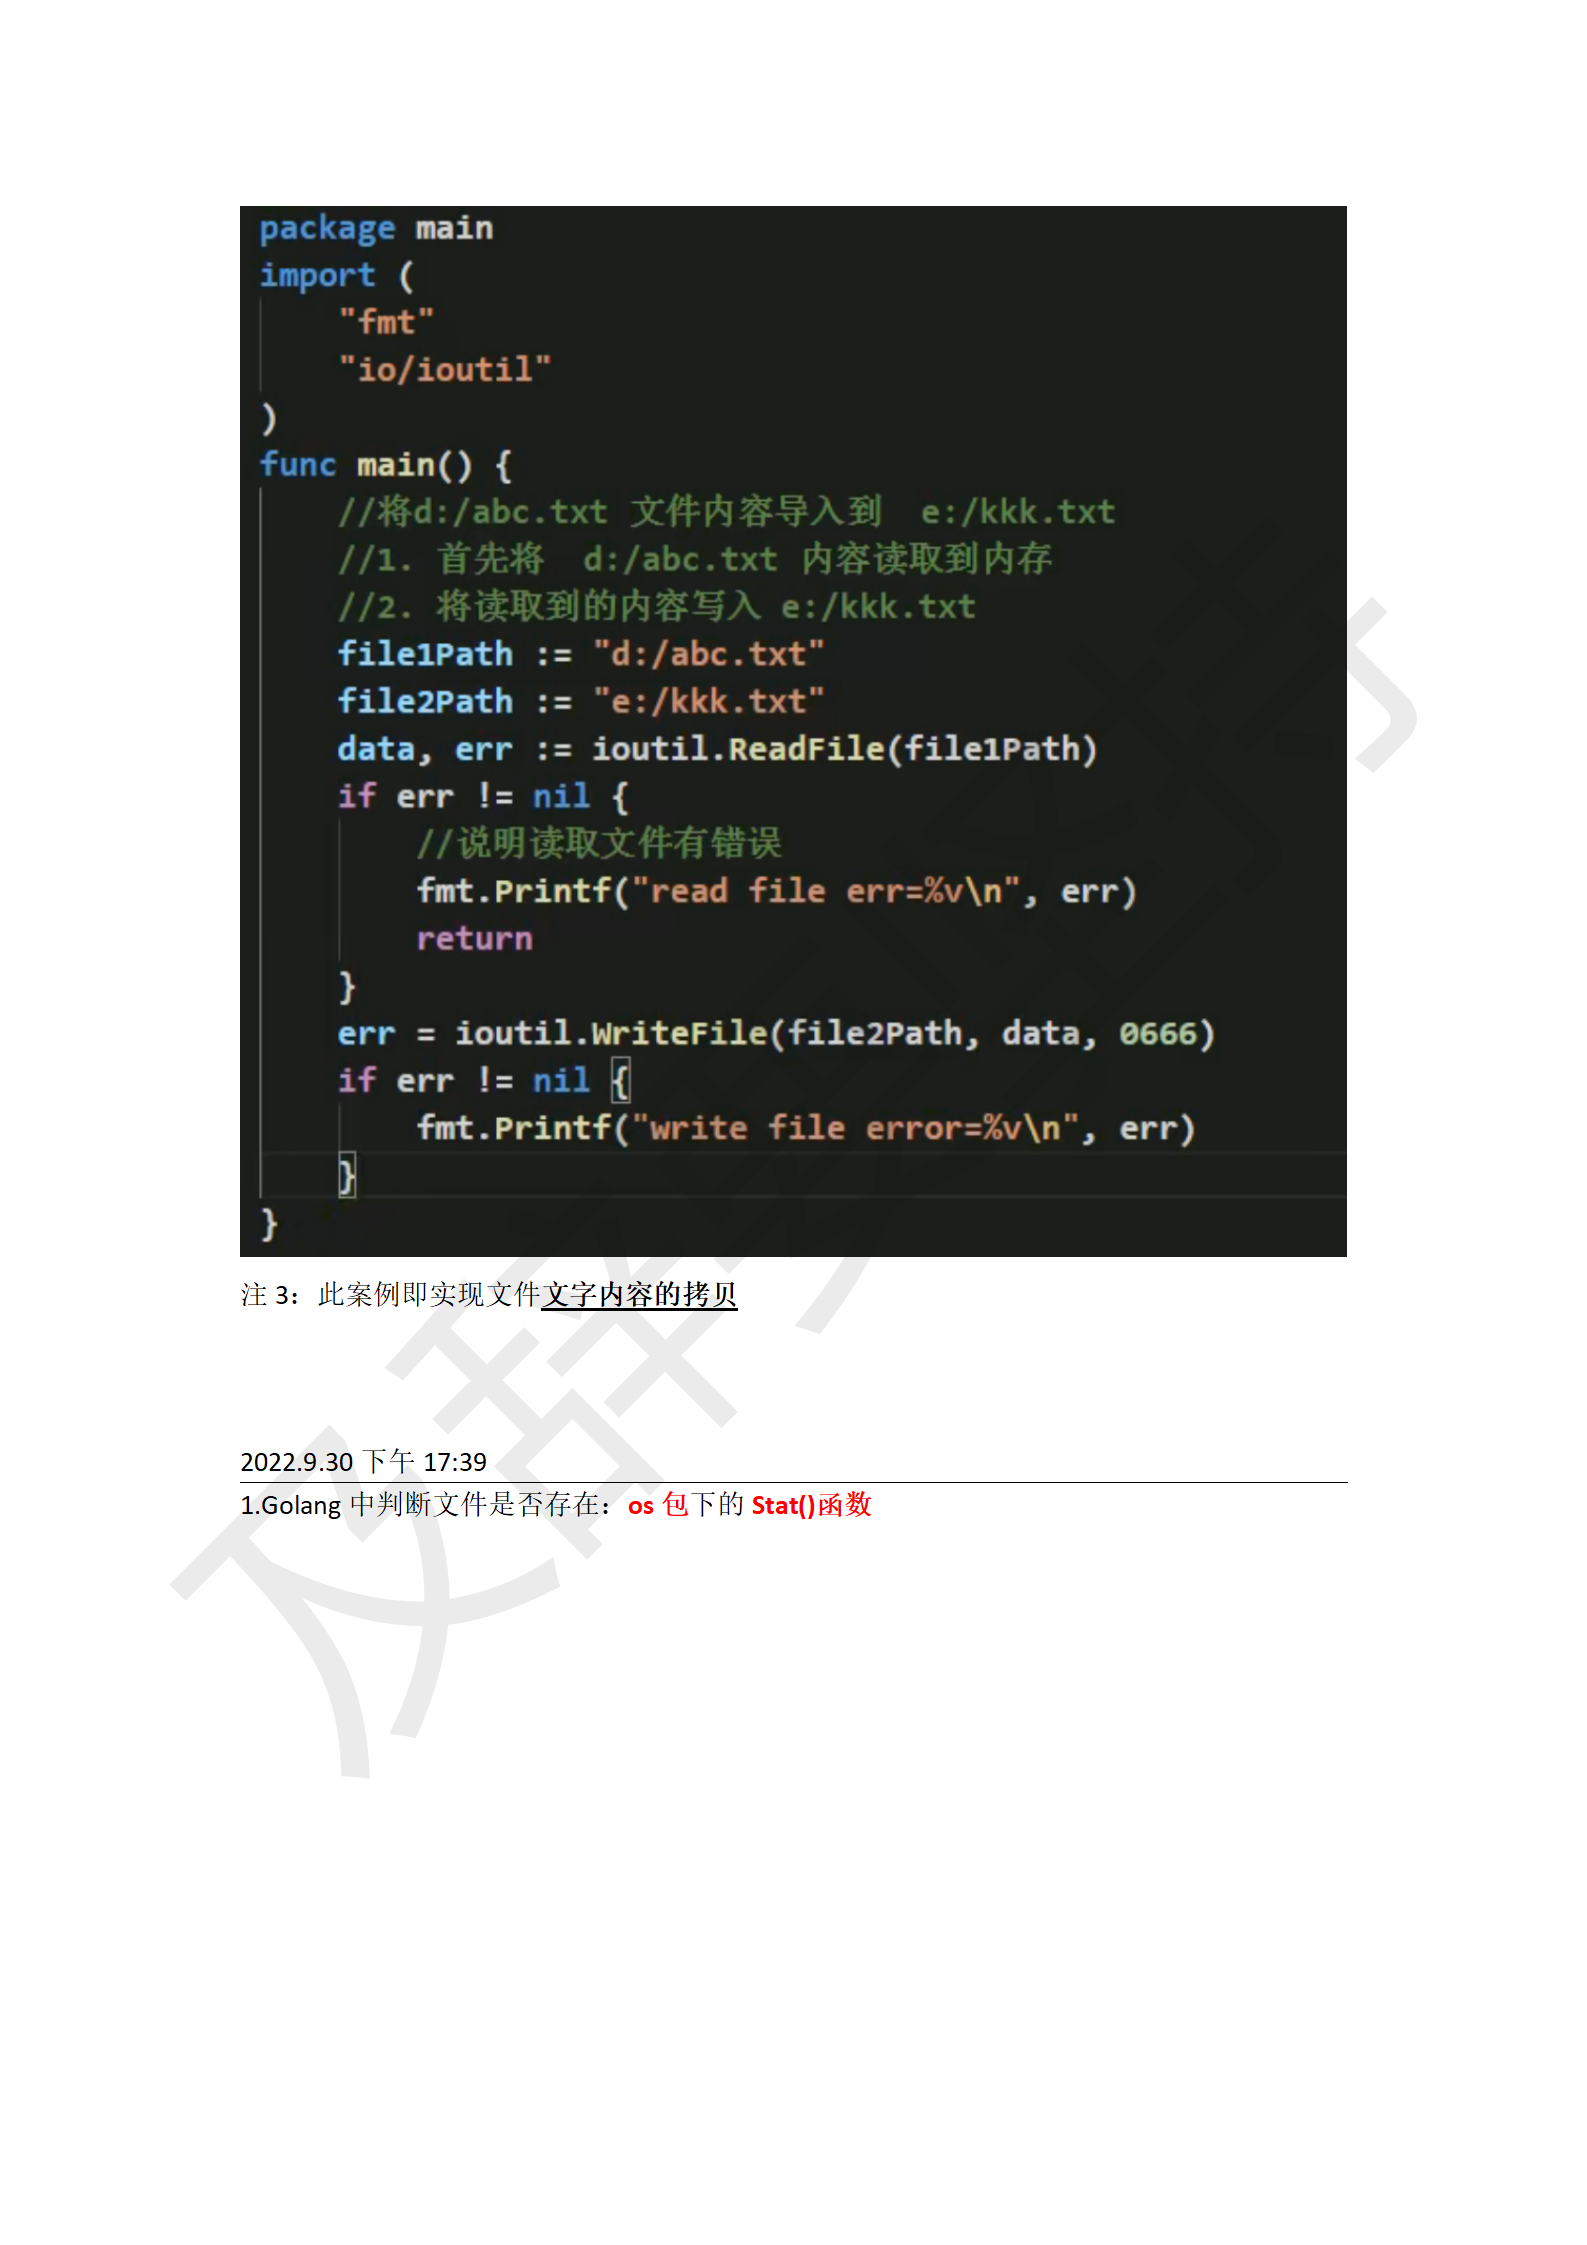 package main
import (
    "fmt"
    "io/ioutil"
)
func main() {
    //将d:/abc.txt 文件内容导入到  e:/kkk.txt
    //1. 首先将  d:/abc.txt 内容读取到内存
    //2. 将读取到的内容写入 e:/kkk.txt
    file1Path := "d:/abc.txt"
    file2Path := "e:/kkk.txt"
    data, err := ioutil.ReadFile(file1Path)
    if err != nil {
        //说明读取文件有错误
        fmt.Printf("read file err=%v\n", err)
        return
    }
    err = ioutil.WriteFile(file2Path, data, 0666)
    if err != nil {
        fmt.Printf("write file error=%v\n", err)
    }
}
注 3：此案例即实现文件文字内容的拷贝
2022.9.30 下午 17:39
1.Golang 中判断文件是否存在：os 包下的 Stat()函数